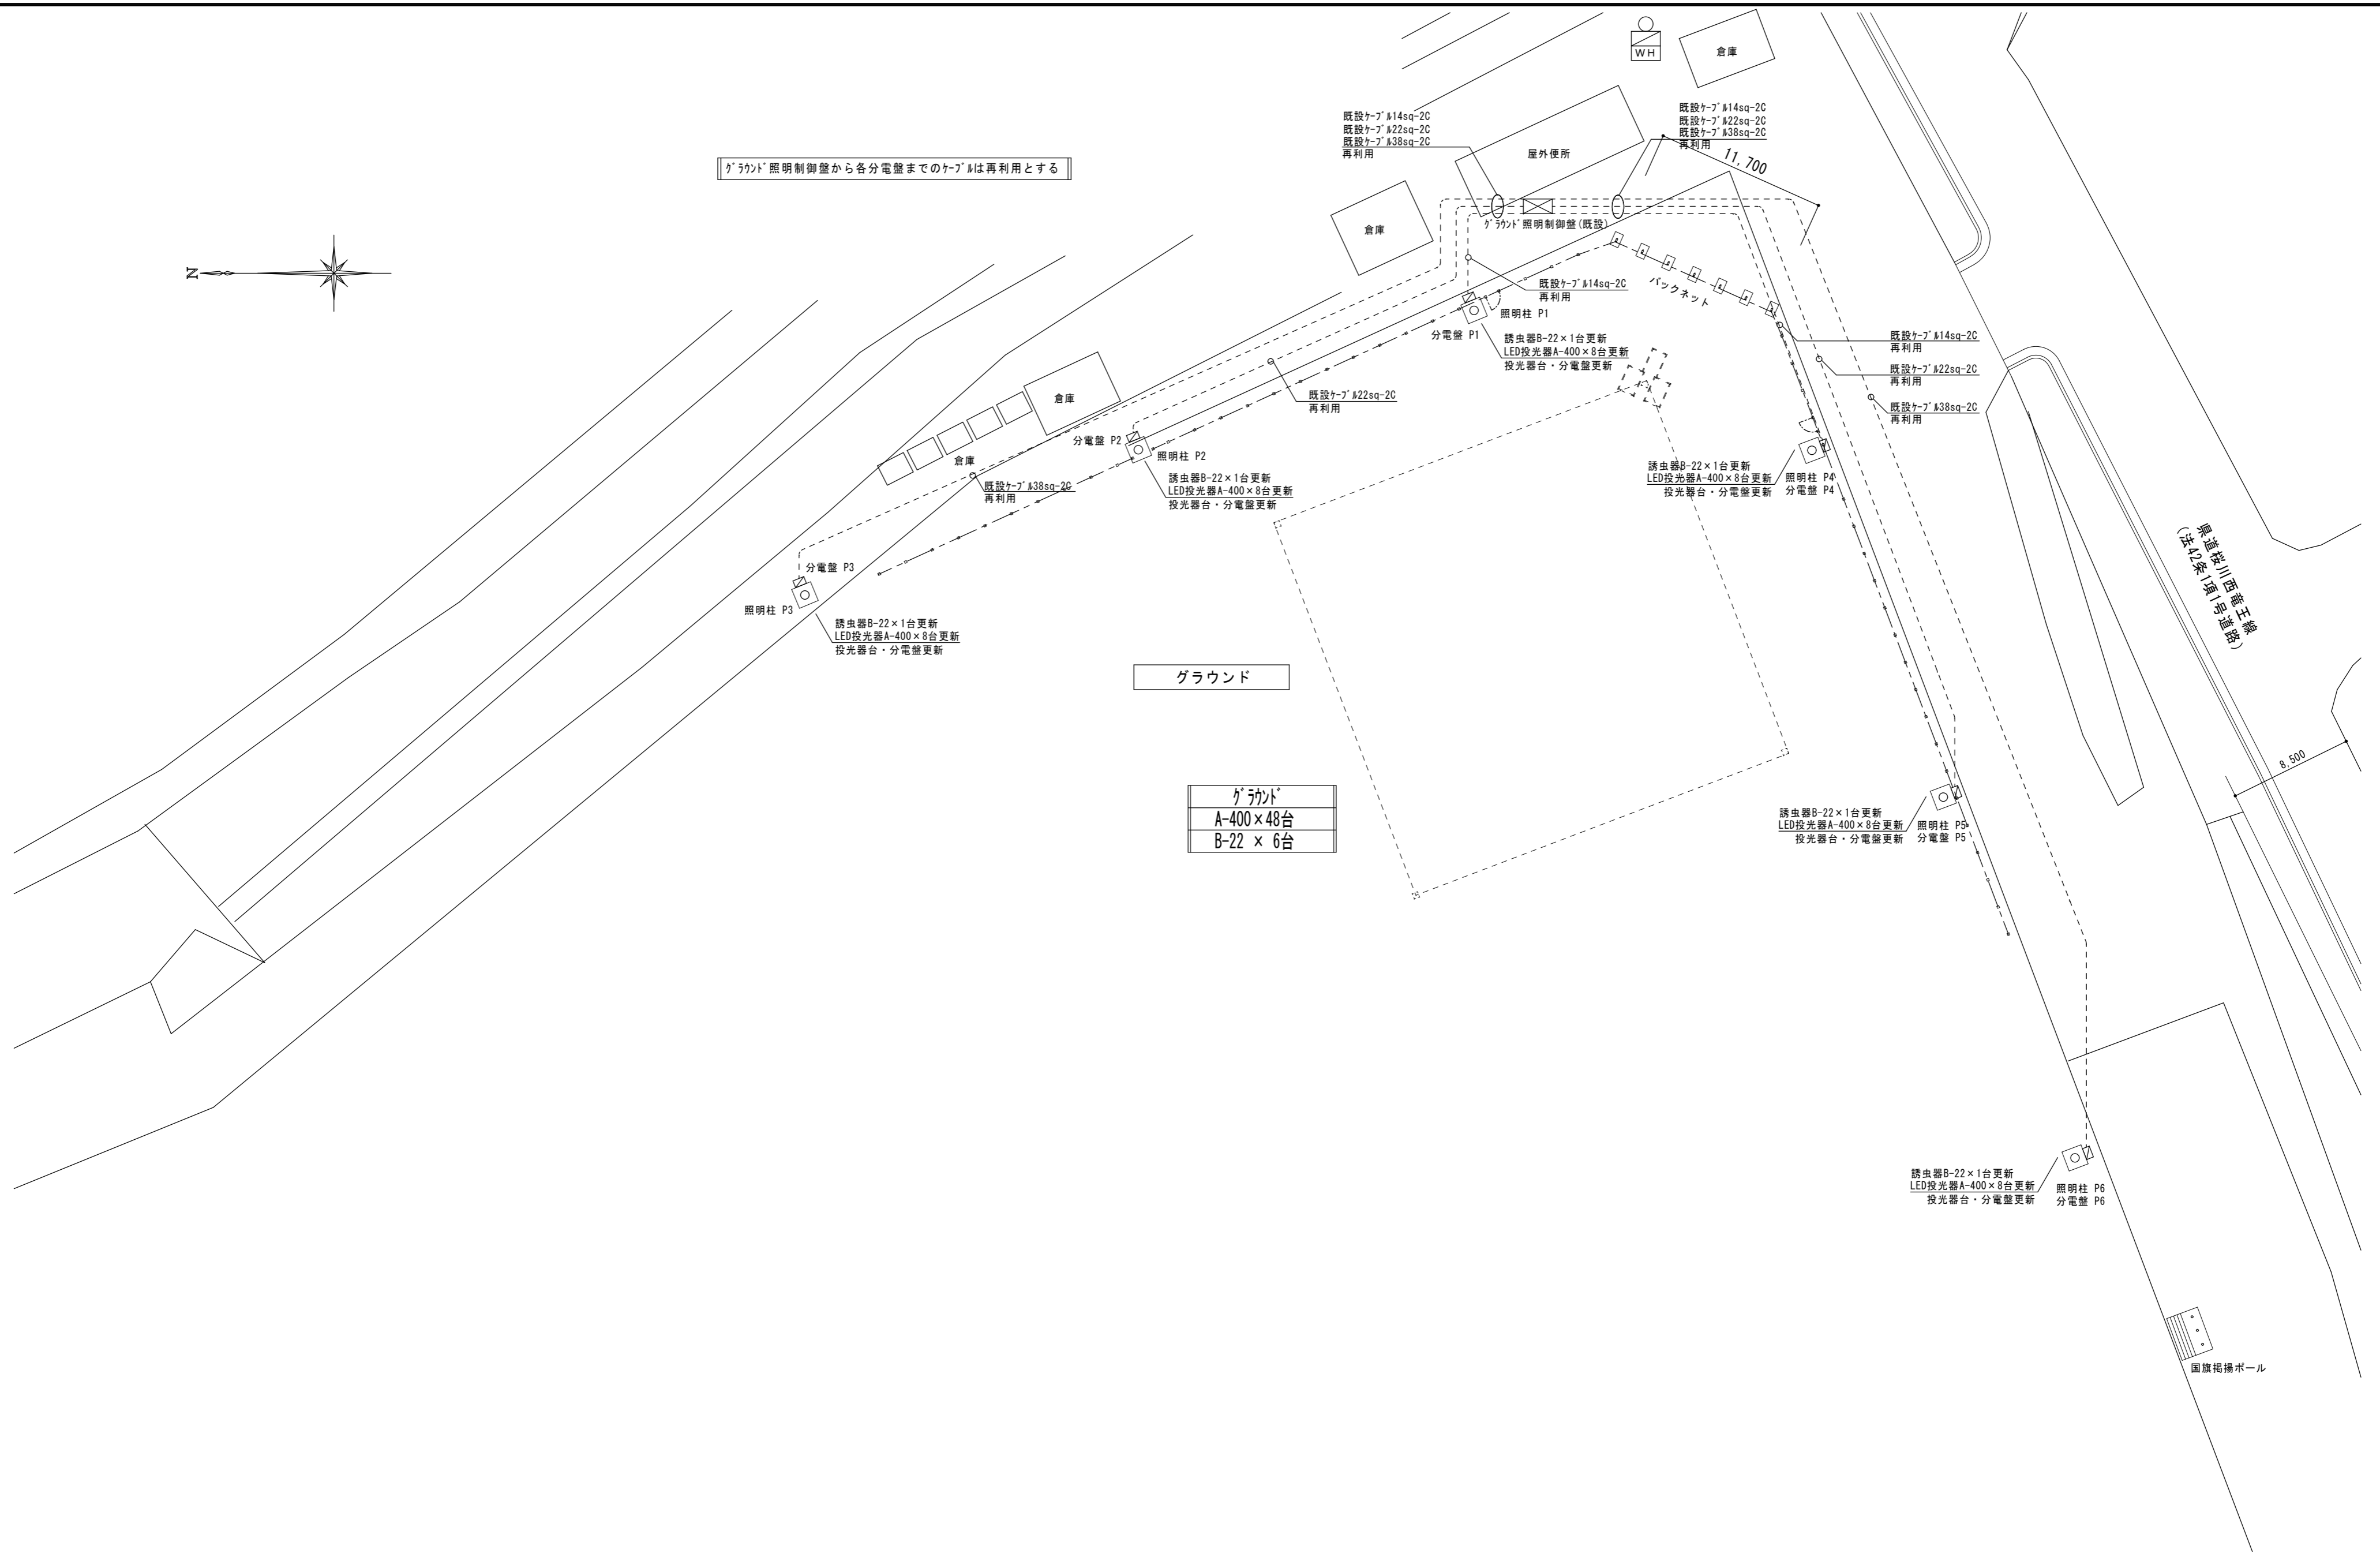 WH
倉庫
既設ｹｰﾌﾞﾙ14sq-2C
既設ｹｰﾌﾞﾙ22sq-2C
既設ｹｰﾌﾞﾙ38sq-2C
再利用
既設ｹｰﾌﾞﾙ14sq-2C
既設ｹｰﾌﾞﾙ22sq-2C
既設ｹｰﾌﾞﾙ38sq-2C
再利用
屋外便所
11,700
ｸﾞﾗｳﾝﾄﾞ照明制御盤から各分電盤までのｹｰﾌﾞﾙは再利用とする
倉庫
ｸﾞﾗｳﾝﾄﾞ照明制御盤(既設)
N
既設ｹｰﾌﾞﾙ14sq-2C
再利用
バックネット
照明柱 P1
分電盤 P1
誘虫器B-22×1台更新
LED投光器A-400×8台更新
投光器台・分電盤更新
既設ｹｰﾌﾞﾙ14sq-2C
再利用
既設ｹｰﾌﾞﾙ22sq-2C
再利用
既設ｹｰﾌﾞﾙ38sq-2C
再利用
倉庫
既設ｹｰﾌﾞﾙ22sq-2C
再利用
分電盤 P2
照明柱 P2
誘虫器B-22×1台更新
LED投光器A-400×8台更新
投光器台・分電盤更新
倉庫
既設ｹｰﾌﾞﾙ38sq-2C
再利用
誘虫器B-22×1台更新
LED投光器A-400×8台更新
投光器台・分電盤更新
照明柱 P4
分電盤 P4
県道桜川西竜王線
(法42条1項1号道路)
分電盤 P3
照明柱 P3
誘虫器B-22×1台更新
LED投光器A-400×8台更新
投光器台・分電盤更新
グラウンド
8,500
ｸﾞﾗｳﾝﾄﾞ
A-400×48台
B-22 × 6台
誘虫器B-22×1台更新
LED投光器A-400×8台更新
投光器台・分電盤更新
照明柱 P5
分電盤 P5
誘虫器B-22×1台更新
LED投光器A-400×8台更新
投光器台・分電盤更新
照明柱 P6
分電盤 P6
国旗掲揚ポール